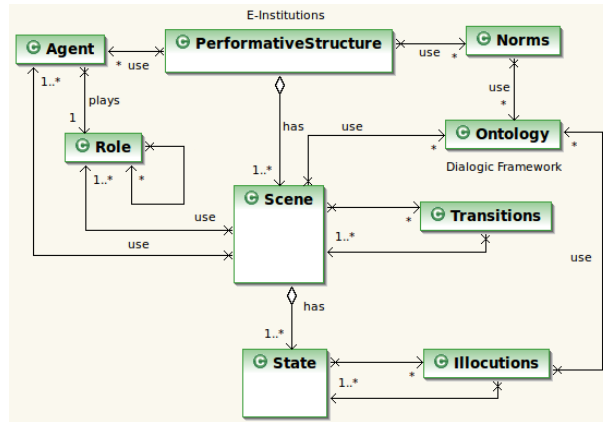 E-Institutions
C Agent
C PerformativeStructure
C Norms
* use
use *
1..*
use
*
plays
1
has
use
*
C Ontology
*
Dialogic Framework
C Role
1..*
*
1..*
C Scene
C Transitions
*
use
1..*
use
use
has
1..*
C State
*
C Illocutions
1..*